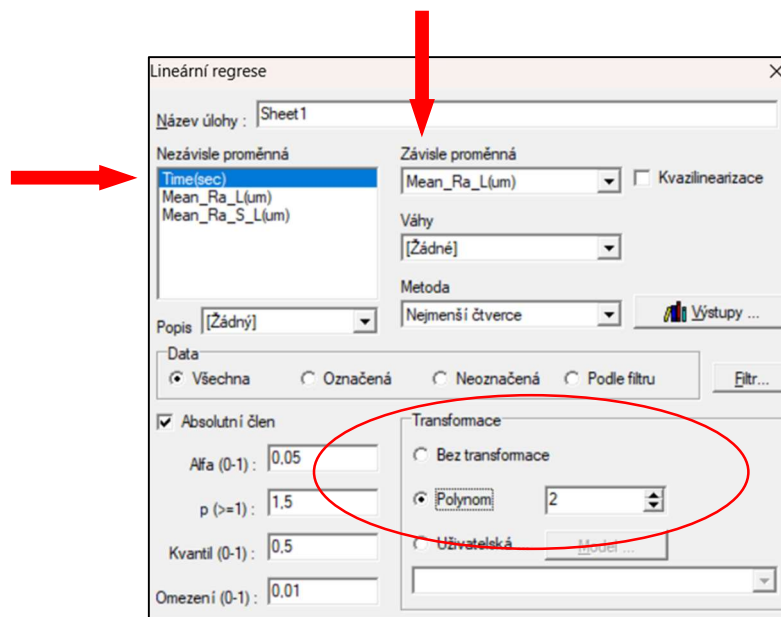 Lineární regrese
Název úlohy : Sheet1
Nezávisle proměnná
Time(sec)
Mean_Ra_L(um)
Mean_Ra_S_L(um)
Popis [Žádný]
Závisle proměnná
Mean_Ra_L(um)
Kvazilinearizace
Váhy
[Žádné]
Metoda
Nejmenší čtverce
Výstupy ...
Data
Všechna Označená Neoznačená Podle filtru
Filtr...
Absolutní člen
Alfa (0-1) : 0,05
p (>=1) : 1,5
Kvantil (0-1) : 0,5
Omezení (0-1) : 0,01
Transformace
Bez transformace
Polynom 2
Uživatelská Model ...